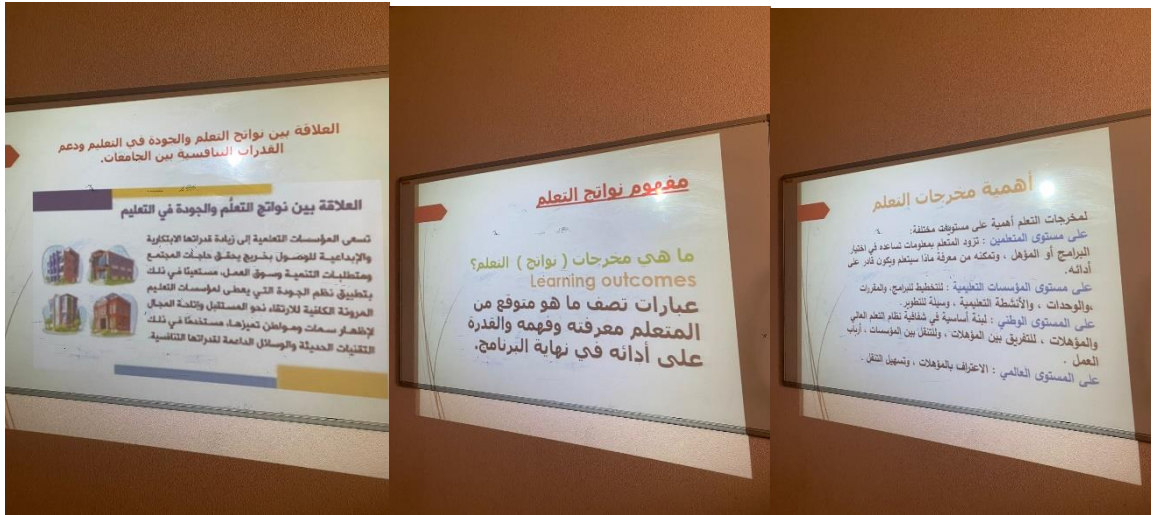 العلاقة بين نواتج التعلم والجودة في التعليم ودعم
القدرات التنافسية بين الجامعات.
العلاقة بين نواتج التعلُّم والجودة في التعليم
تسعى المؤسسات التعلمية إلى زيادة قدراتها الابتكارية
والإبداعية للوصول بخريج يحقق حاجات المجتمع
ومتطلبات التنمية وسوق العمل، مستعينًا في ذلك
بتطبيق نظم الجودة التي يعطى لمؤسسات التعليم
المرونة الكافية للارتقاء نحو المستقبل وإتاحة المجال
لإظهار سمات ومواطن تميزها، مستخدمًا في ذلك
التقنيات الحديثة والوسائل الداعمة لقدراتها التنافسية.
مفهوم نواتج التعلم
ما هي مخرجات ( نواتج ) التعلم؟
Learning outcomes
عبارات تصف ما هو متوقع من
المتعلم معرفته وفهمه والقدرة
على أدائه في نهاية البرنامج.
أهمية مخرجات التعلم
لمخرجات التعلم أهمية على مستويات مختلفة:
على مستوى المتعلمين : تزود المتعلم بمعلومات تساعده في اختيار
البرامج أو المؤهل ، وتمكنه من معرفة ماذا سيتعلم ويكون قادر على
أدائه.
على مستوى المؤسسات التعليمية : للتخطيط للبرامج، والمقررات
،والوحدات ، والأنشطة التعليمية ، وسيلة للتطوير.
على المستوى الوطني : لبنة أساسية في شفافية نظام التعلم العالي
والمؤهلات ، للتفريق بين المؤهلات ، وللتنقل بين المؤسسات ، أرباب
العمل .
على المستوى العالمي : الاعتراف بالمؤهلات ، وتسهيل التنقل .